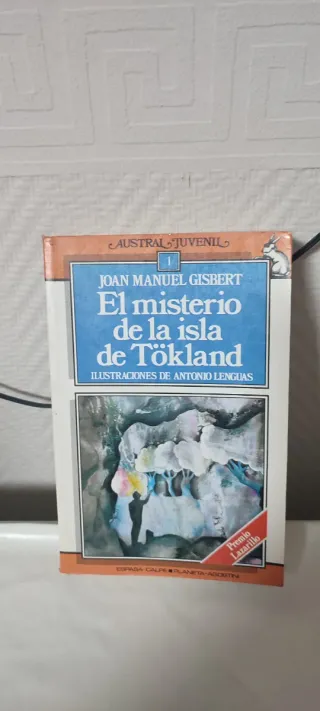 AUSTRAL JUVENIL
1
JOAN MANUEL GISBERT
El misterio
de la isla
de Tökland
ILUSTRACIONES DE ANTONIO LENGUAS
Premio
Lazarillo
ESPASA-CALPE PLANETA-AGOSTINI